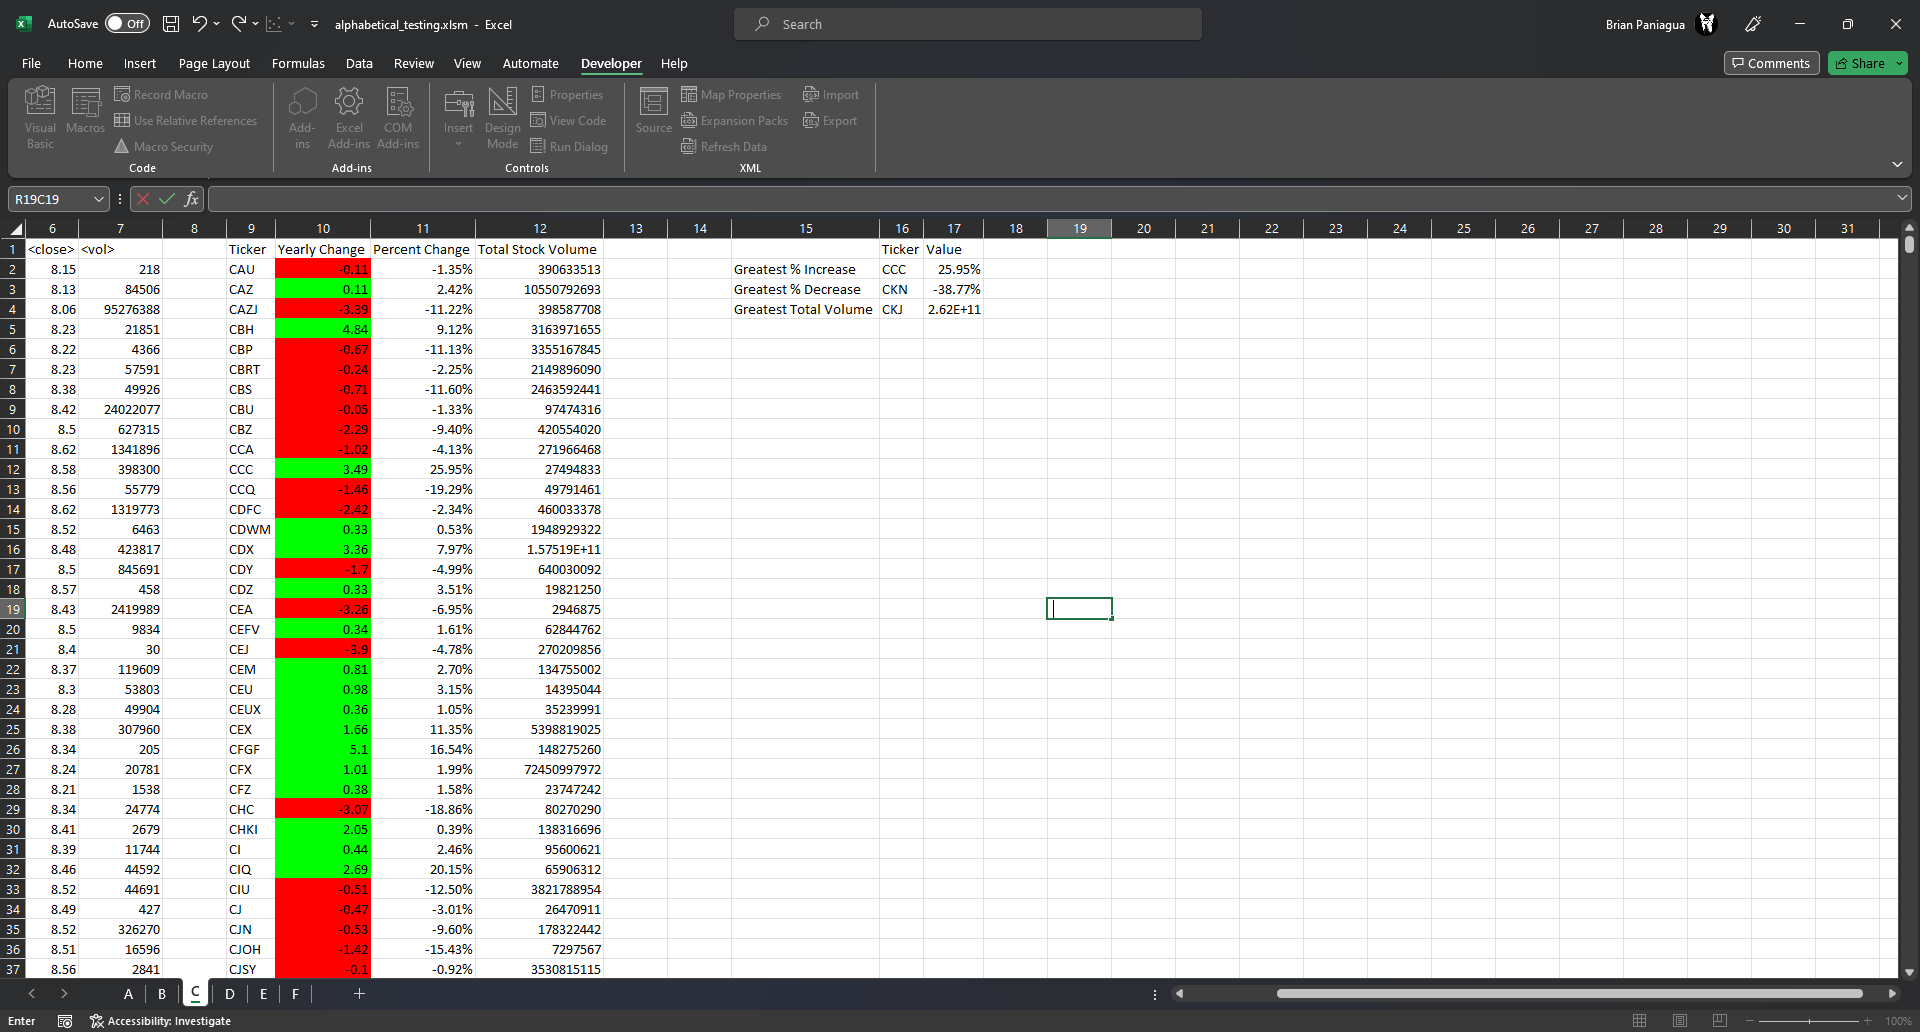 AutoSave Off alphabetical_testing.xlsm - Excel Search Brian Paniagua
File Home Insert Page Layout Formulas Data Review View Automate Developer Help Comments Share
Visual Basic Macros Record Macro Use Relative References Macro Security Code
Add-ins Excel Add-ins COM Add-ins Add-ins
Insert Design Mode Properties View Code Run Dialog Controls
Source Map Properties Expansion Packs Refresh Data Import Export XML
R19C19 fx
6 7 8 9 10 11 12 13 14 15 16 17 18 19 20 21 22 23 24 25 26 27 28 29 30 31
1 <close> <vol> Ticker Yearly Change Percent Change Total Stock Volume Ticker Value
2 8.15 218 CAU -0.11 -1.35% 390633513 Greatest % Increase CCC 25.95%
3 8.13 84506 CAZ 0.11 2.42% 10550792693 Greatest % Decrease CKN -38.77%
4 8.06 95276388 CAZJ -3.39 -11.22% 398587708 Greatest Total Volume CKJ 2.62E+11
5 8.23 21851 CBH 4.84 9.12% 3163971655
6 8.22 4366 CBP -0.67 -11.13% 3355167845
7 8.23 57591 CBRT -0.24 -2.25% 2149896090
8 8.38 49926 CBS -0.71 -11.60% 2463592441
9 8.42 24022077 CBU -0.05 -1.33% 97474316
10 8.5 627315 CBZ -2.29 -9.40% 420554020
11 8.62 1341896 CCA -1.02 -4.13% 271966468
12 8.58 398300 CCC 3.49 25.95% 27494833
13 8.56 55779 CCQ -1.46 -19.29% 49791461
14 8.62 1319773 CDFC -2.42 -2.34% 460033378
15 8.52 6463 CDWM 0.33 0.53% 1948929322
16 8.48 423817 CDX 3.36 7.97% 1.57519E+11
17 8.5 845691 CDY -1.7 -4.99% 640030092
18 8.57 458 CDZ 0.33 3.51% 19821250
19 8.43 2419989 CEA -3.26 -6.95% 2946875
20 8.5 9834 CEFV 0.34 1.61% 62844762
21 8.4 30 CEJ -3.9 -4.78% 270209856
22 8.37 119609 CEM 0.81 2.70% 134755002
23 8.3 53803 CEU 0.98 3.15% 14395044
24 8.28 49904 CEUX 0.36 1.05% 35239991
25 8.38 307960 CEX 1.66 11.35% 5398819025
26 8.34 205 CFGF 5.1 16.54% 148275260
27 8.24 20781 CFX 1.01 1.99% 72450997972
28 8.21 1538 CFZ 0.38 1.58% 23747242
29 8.34 24774 CHC -3.07 -18.86% 80270290
30 8.41 2679 CHKI 2.05 0.39% 138316696
31 8.39 11744 CI 0.44 2.46% 95600621
32 8.46 44592 CIQ 2.69 20.15% 65906312
33 8.52 44691 CIU -0.51 -12.50% 3821788954
34 8.49 427 CJ -0.47 -3.01% 26470911
35 8.52 326270 CJN -0.53 -9.60% 178322442
36 8.51 16596 CJOH -1.42 -15.43% 7297567
37 8.56 2841 CJSY -0.1 -0.92% 3530815115
A B C D E F
Enter Accessibility: Investigate 100%